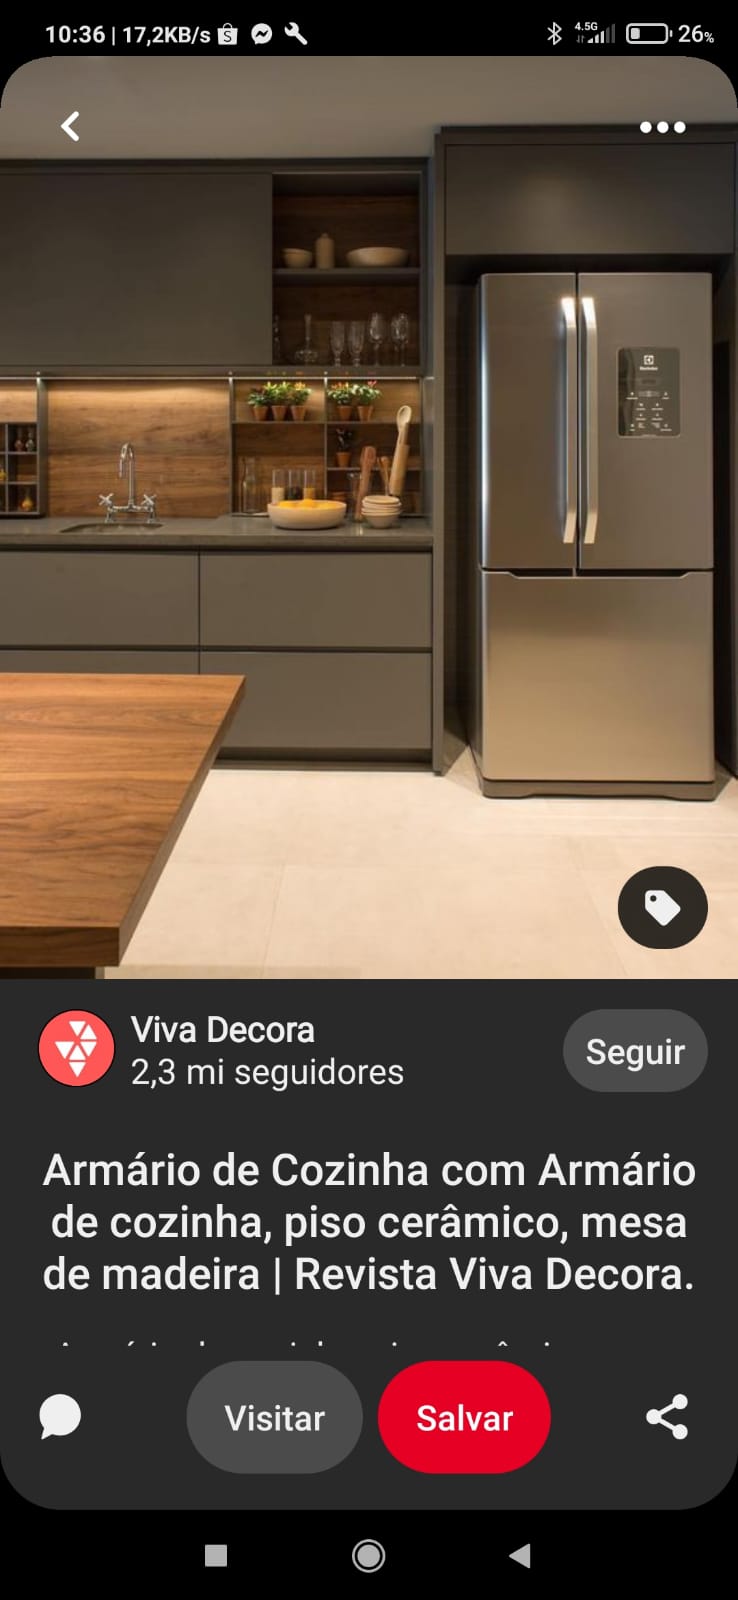 10:36 | 17,2KB/s
4.5G
26%
Viva Decora
2,3 mi seguidores
Seguir
Armário de Cozinha com Armário
de cozinha, piso cerâmico, mesa
de madeira | Revista Viva Decora.
Visitar
Salvar